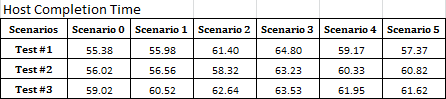 Host Completion Time
Scenarios Scenario 0 Scenario 1 Scenario 2 Scenario 3 Scenario 4 Scenario 5
Test #1 55.38 55.98 61.40 64.80 59.17 57.37
Test #2 56.02 56.56 58.32 63.23 60.33 60.82
Test #3 59.02 60.52 62.64 63.53 61.95 61.62